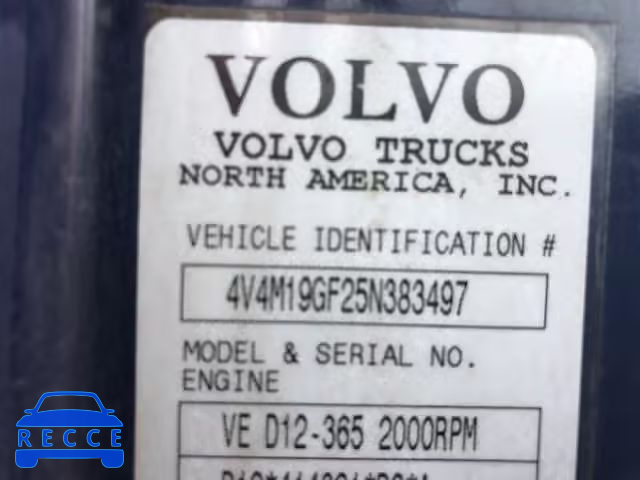 VOLVO
VOLVO TRUCKS
NORTH AMERICA, INC.
VEHICLE IDENTIFICATION #
4V4M19GF25N383497
MODEL & SERIAL NO.
ENGINE
VE D12-365 2000RPM
RECCE